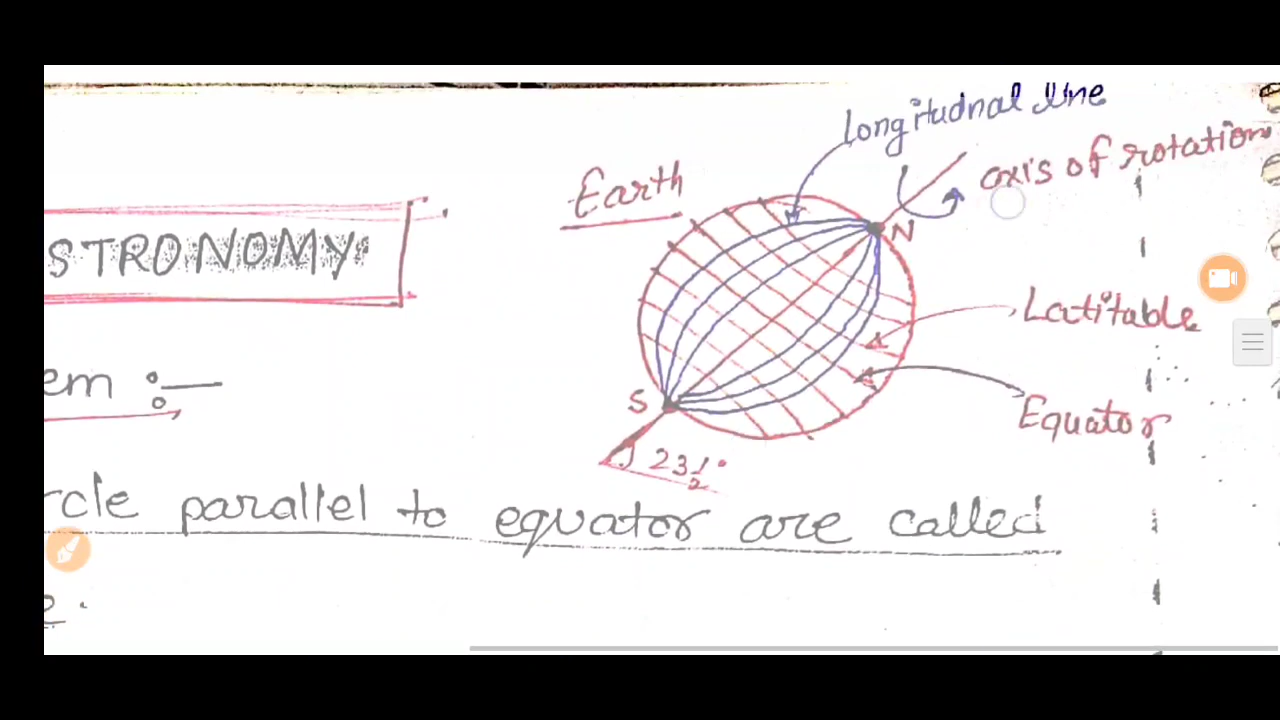 longitudnal line
axis of rotation
Earth
N
STRONOMY
Latitable
em :—
S
Equator
23½°
rcle parallel to equator are called
e.